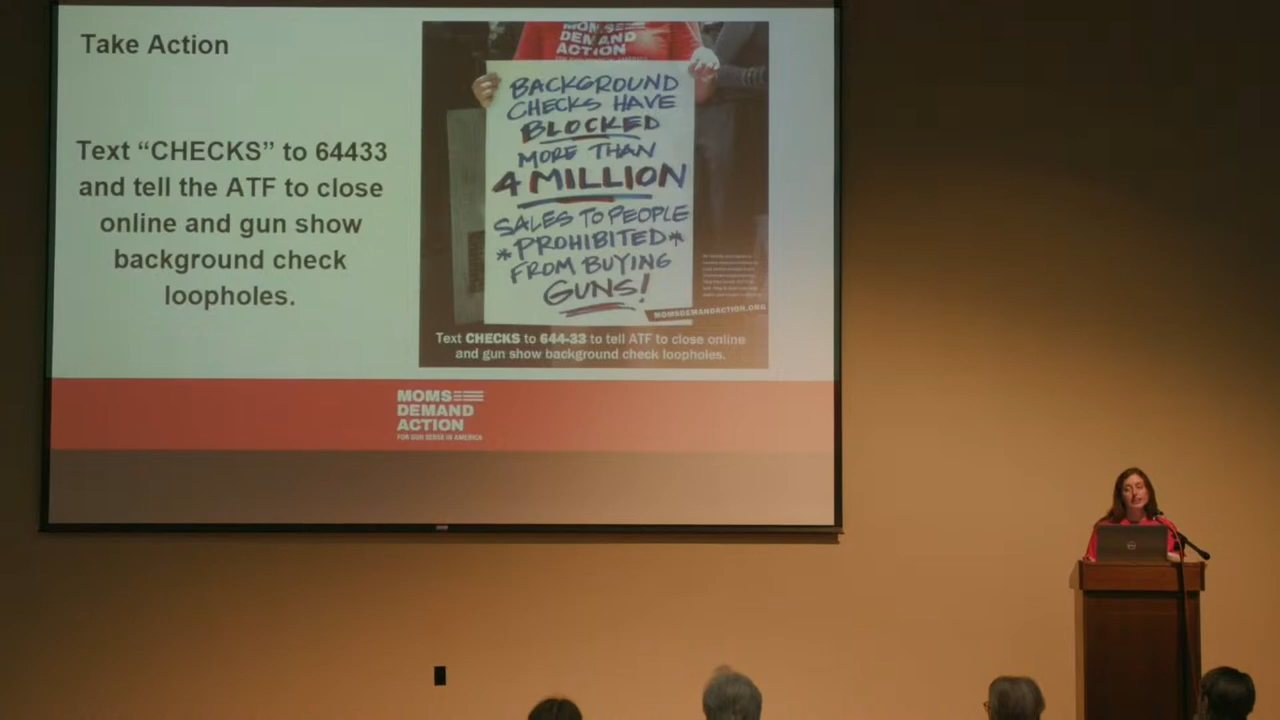 Take Action
Text “CHECKS” to 64433
and tell the ATF to close
online and gun show
background check
loopholes.
MOMS
DEMAND
ACTION
BACKGROUND
CHECKS HAVE
BLOCKED
MORE THAN
4 MILLION
SALES TO PEOPLE
*PROHIBITED*
FROM BUYING
GUNS!
MOMSDEMANDACTION.ORG
Text CHECKS to 644-33 to tell ATF to close online
and gun show background check loopholes.
MOMS
DEMAND
ACTION
FOR GUN SENSE IN AMERICA
DELL